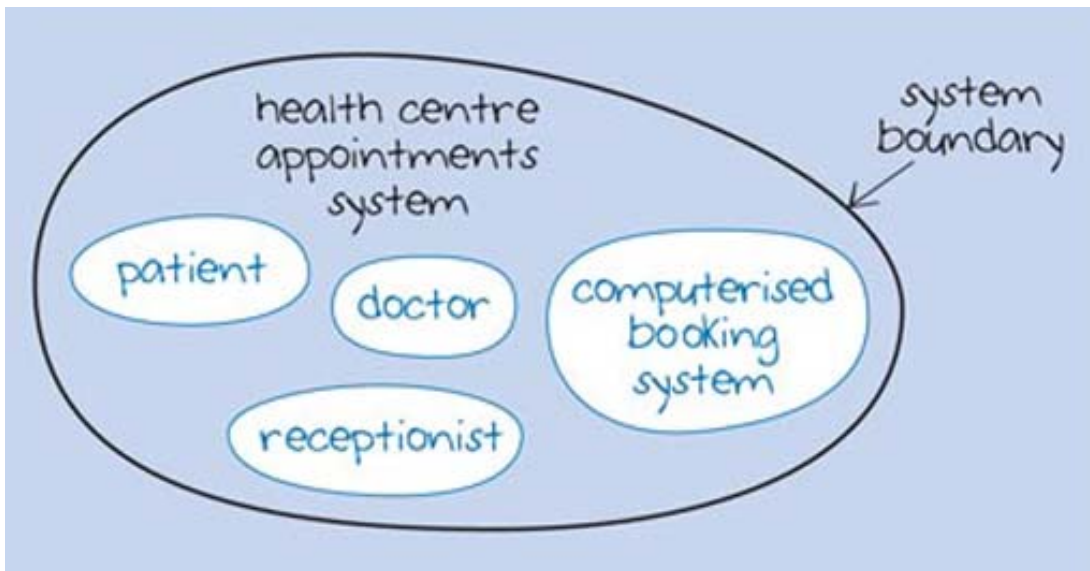 health centre
appointments
system
system
boundary
patient
doctor
computerised
booking
system
receptionist